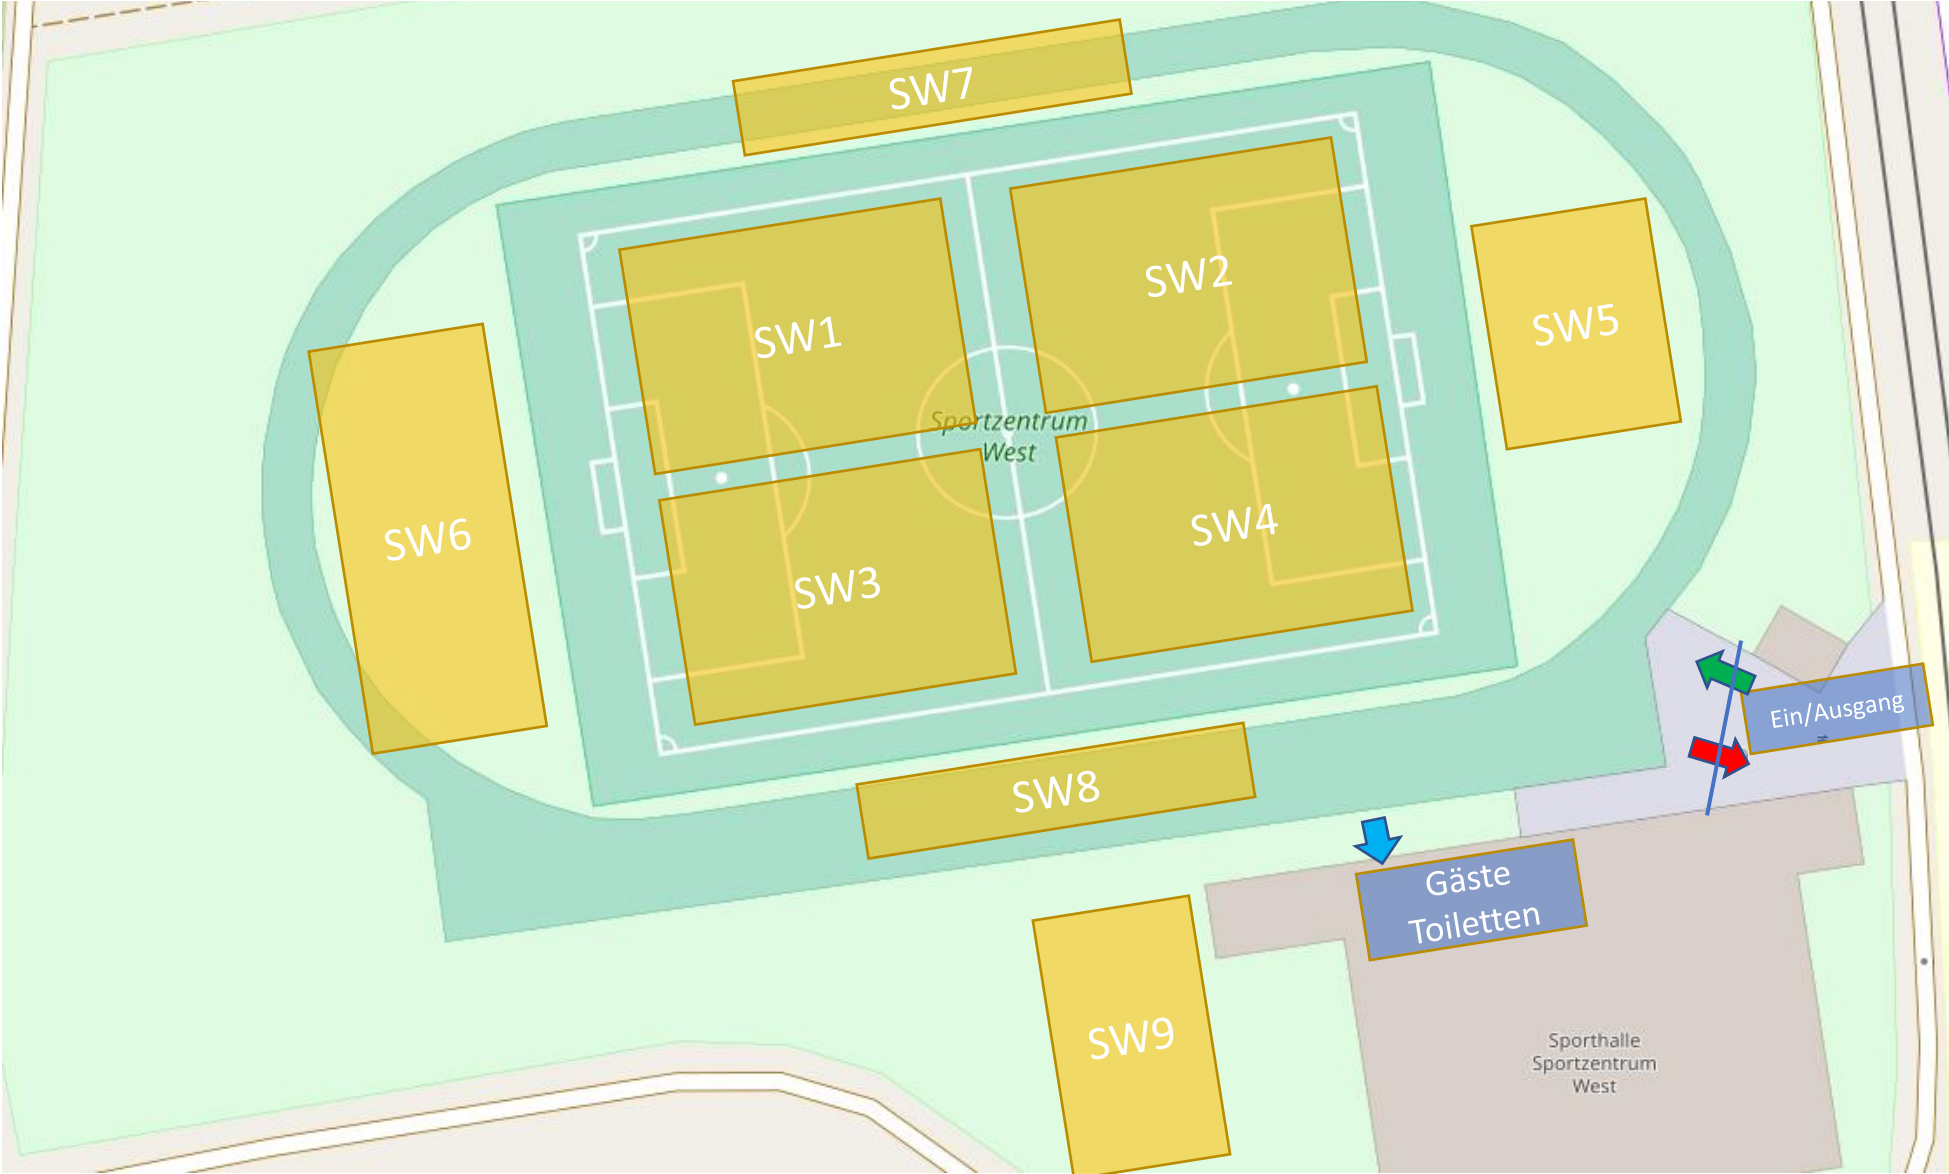 SW7
SW2
SW1
SW5
Sportzentrum
West
SW6
SW4
SW3
Ein/Ausgang
SW8
Gäste
Toiletten
SW9
Sporthalle
Sportzentrum
West